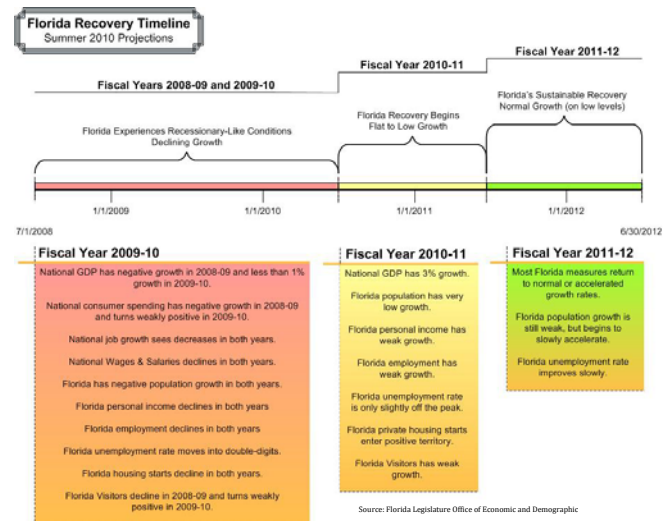 Florida Recovery Timeline
Summer 2010 Projections
Fiscal Years 2008-09 and 2009-10
Fiscal Year 2010-11
Fiscal Year 2011-12
Florida Experiences Recessionary-Like Conditions
Declining Growth
Florida Recovery Begins
Flat to Low Growth
Florida's Sustainable Recovery
Normal Growth (on low levels)
1/1/2009
1/1/2010
1/1/2011
1/1/2012
7/1/2008
6/30/2012
Fiscal Year 2009-10
National GDP has negative growth in 2008-09 and less than 1%
growth in 2009-10.
National consumer spending has negative growth in 2008-09
and turns weakly positive in 2009-10.
National job growth sees decreases in both years.
National Wages & Salaries declines in both years.
Florida has negative population growth in both years.
Florida personal income declines in both years
Florida employment declines in both years
Florida unemployment rate moves into double-digits.
Florida housing starts decline in both years.
Florida Visitors decline in 2008-09 and turns weakly
positive in 2009-10.
Fiscal Year 2010-11
National GDP has 3% growth.
Florida population has very
low growth.
Florida personal income has
weak growth.
Florida employment has
weak growth.
Florida unemployment rate
is only slightly off the peak.
Florida private housing starts
enter positive territory.
Florida Visitors has weak
growth.
Fiscal Year 2011-12
Most Florida measures return
to normal or accelerated
growth rates.
Florida population growth is
still weak, but begins to
slowly accelerate.
Florida unemployment rate
improves slowly.
Source: Florida Legislature Office of Economic and Demographic